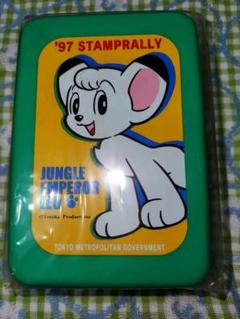 '97 STAMPRALLY
JUNGLE
EMPEROR
LEO
©Tezuka Productions
TOKYO METROPOLITAN GOVERNMENT